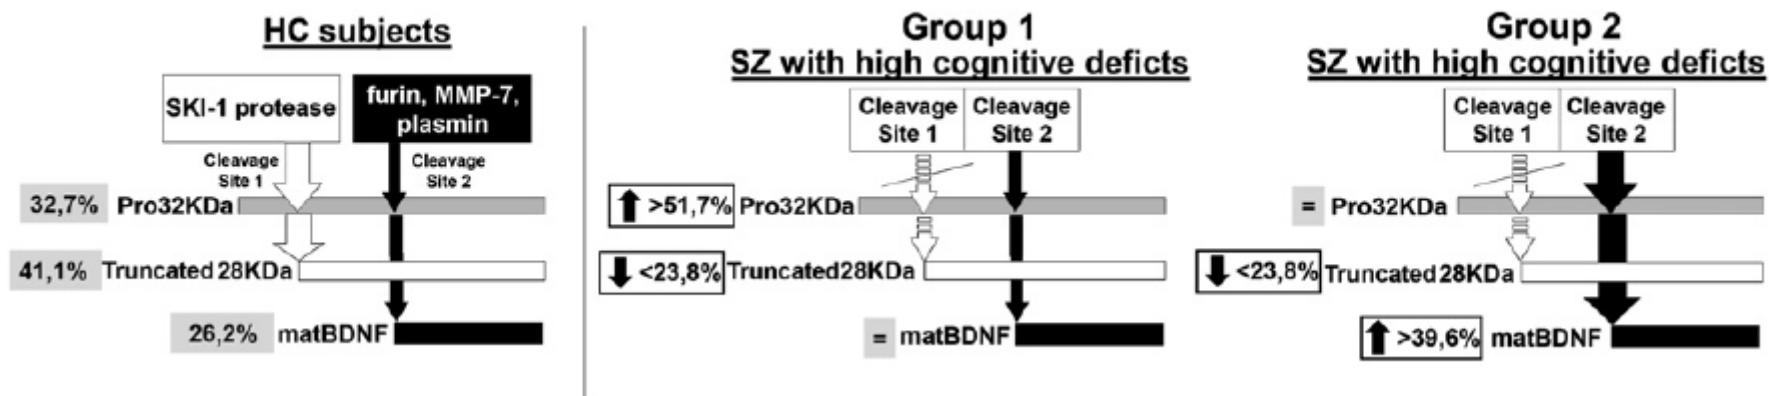 HC subjects
SKI-1 protease
furin, MMP-7,
plasmin
Cleavage
Site 1
Cleavage
Site 2
32,7% Pro32KDa
41,1% Truncated 28KDa
26,2% matBDNF
Group 1
SZ with high cognitive deficts
Cleavage
Site 1
Cleavage
Site 2
>51,7% Pro32KDa
<23,8% Truncated28KDa
= matBDNF
Group 2
SZ with high cognitive deficts
Cleavage
Site 1
Cleavage
Site 2
= Pro32KDa
<23,8% Truncated 28KDa
>39,6% matBDNF